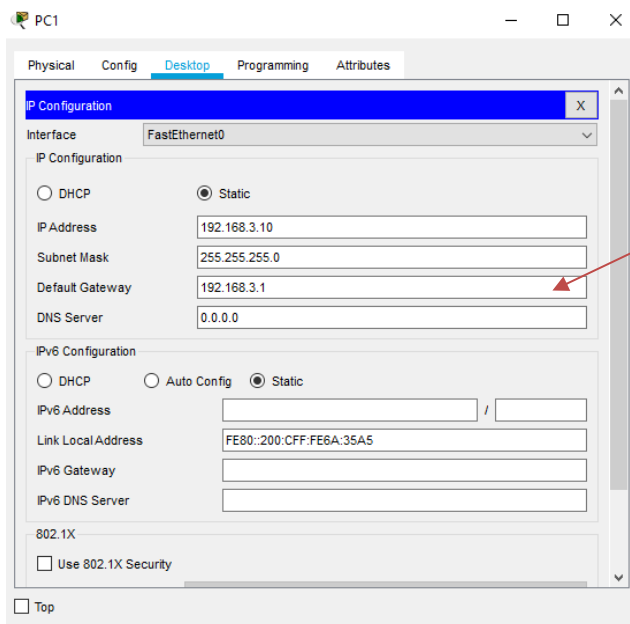 PC1
Physical Config Desktop Programming Attributes
IP Configuration X
Interface FastEthernet0
IP Configuration
DHCP Static
IP Address 192.168.3.10
Subnet Mask 255.255.255.0
Default Gateway 192.168.3.1
DNS Server 0.0.0.0
IPv6 Configuration
DHCP Auto Config Static
IPv6 Address /
Link Local Address FE80::200:CFF:FE6A:35A5
IPv6 Gateway
IPv6 DNS Server
802.1X
Use 802.1X Security
Top